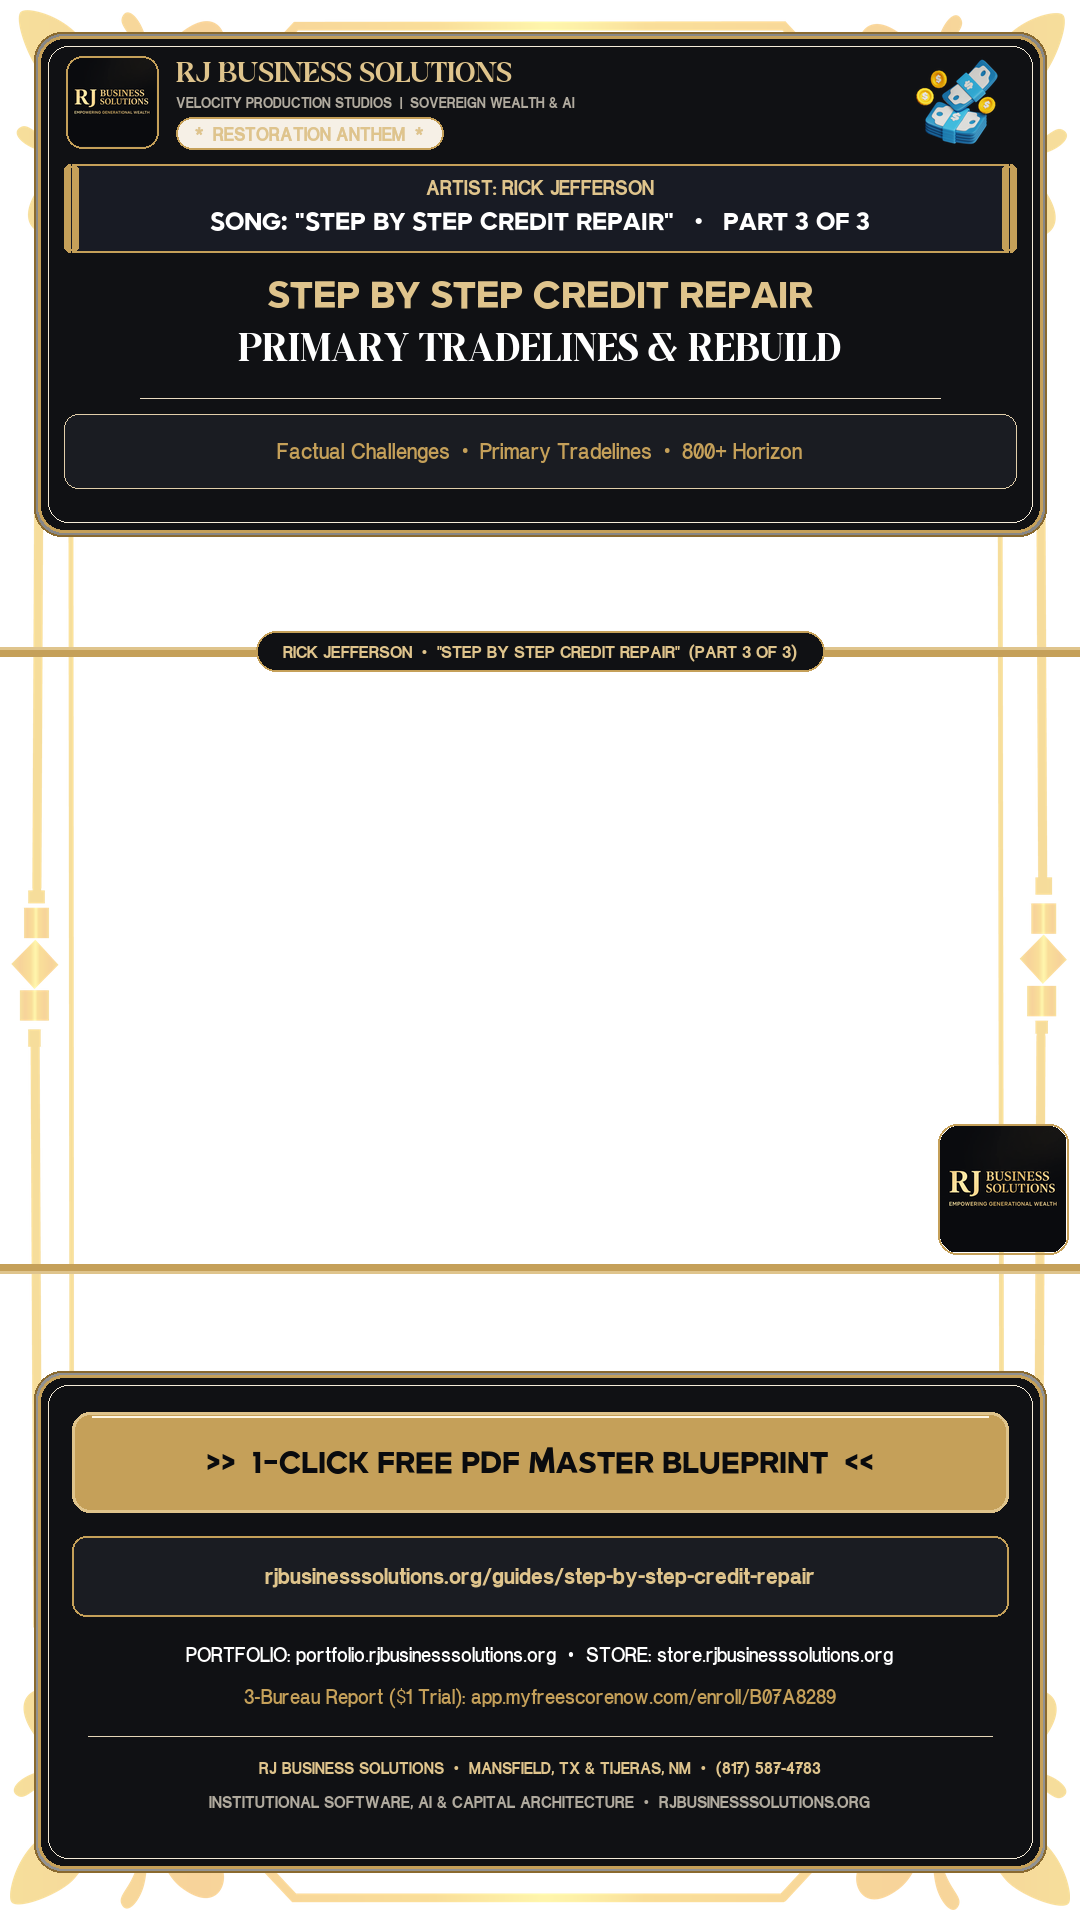 RJ BUSINESS SOLUTIONS
EMPOWERING GENERATIONAL WEALTH
RJ BUSINESS SOLUTIONS
VELOCITY PRODUCTION STUDIOS | SOVEREIGN WEALTH & AI
* RESTORATION ANTHEM *
ARTIST: RICK JEFFERSON
SONG: "STEP BY STEP CREDIT REPAIR" • PART 3 OF 3
STEP BY STEP CREDIT REPAIR
PRIMARY TRADELINES & REBUILD
Factual Challenges • Primary Tradelines • 800+ Horizon
RICK JEFFERSON • "STEP BY STEP CREDIT REPAIR" (PART 3 OF 3)
RJ BUSINESS SOLUTIONS
EMPOWERING GENERATIONAL WEALTH
>> 1-CLICK FREE PDF MASTER BLUEPRINT <<
rjbusinesssolutions.org/guides/step-by-step-credit-repair
PORTFOLIO: portfolio.rjbusinesssolutions.org • STORE: store.rjbusinesssolutions.org
3-Bureau Report ($1 Trial): app.myfreescorenow.com/enroll/B07A8289
RJ BUSINESS SOLUTIONS • MANSFIELD, TX & TIJERAS, NM • (817) 587-4783
INSTITUTIONAL SOFTWARE, AI & CAPITAL ARCHITECTURE • RJBUSINESSSOLUTIONS.ORG